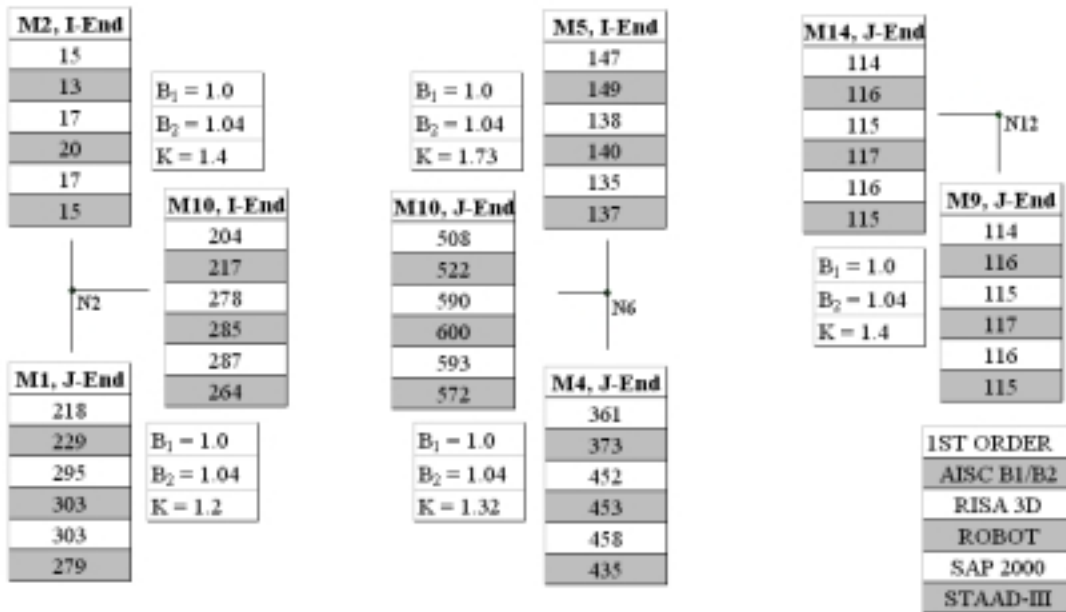 M2, I-End
15
13
17
20
17
15
B1 = 1.0
B2 = 1.04
K = 1.4
M10, I-End
204
217
278
285
287
264
N2
M1, J-End
218
229
295
303
303
279
B1 = 1.0
B2 = 1.04
K = 1.2
M5, I-End
147
149
138
140
135
137
B1 = 1.0
B2 = 1.04
K = 1.73
M10, J-End
508
522
590
600
593
572
N6
M4, J-End
361
373
452
453
458
435
B1 = 1.0
B2 = 1.04
K = 1.32
M14, J-End
114
116
115
117
116
115
N12
B1 = 1.0
B2 = 1.04
K = 1.4
M9, J-End
114
116
115
117
116
115
1ST ORDER
AISC B1/B2
RISA 3D
ROBOT
SAP 2000
STAAD-III